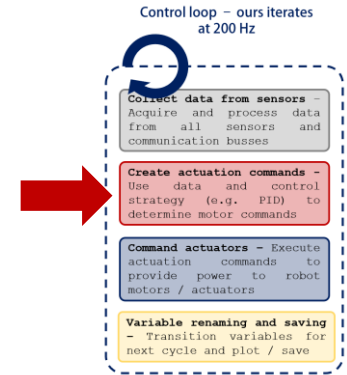 Control loop – ours iterates
at 200 Hz
Collect data from sensors –
Acquire and process data
from all sensors and
communication busses
Create actuation commands –
Use data and control
strategy (e.g. PID) to
determine motor commands
Command actuators – Execute
actuation commands to
provide power to robot
motors / actuators
Variable renaming and saving
– Transition variables for
next cycle and plot / save